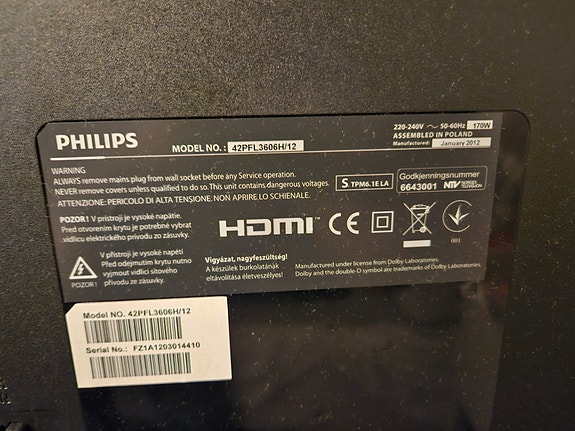 PHILIPS
MODEL NO. : 42PFL3606H/12
220-240V ~ 50-60Hz 170W
ASSEMBLED IN POLAND
Manufactured: January 2012
WARNING
ALWAYS remove mains plug from wall socket before any Service operation.
NEVER remove covers unless qualified to do so. This unit contains dangerous voltages.
ATTENZIONE: PERICOLO DI ALTA TENSIONE. NON APRIRE LO SCHIENALE.
S TPM6.1E LA
Godkjenningsnummer
6643001 NTV NORGES TELEVISION
POZOR! V prístroji je vysoké napätie.
Pred otvorením krytu je potrebné vybrať
vidlicu elektrického prívodu zo zásuvky.
HDMI™ CE
001
V přístroji je vysoké napětí
Před odejmutím krytu nutno
vyjmout vidlici síťového
přívodu ze zásuvky.
POZOR!
Vigyázat, nagyfeszültség!
A készülek burkolatának
eltávolítása életveszélyes!
Manufactured under license from Dolby Laboratories.
Dolby and the double-D symbol are trademarks of Dolby Laboratories.
Model NO. 42PFL3606H/12
Serial No.: FZ1A1203014410